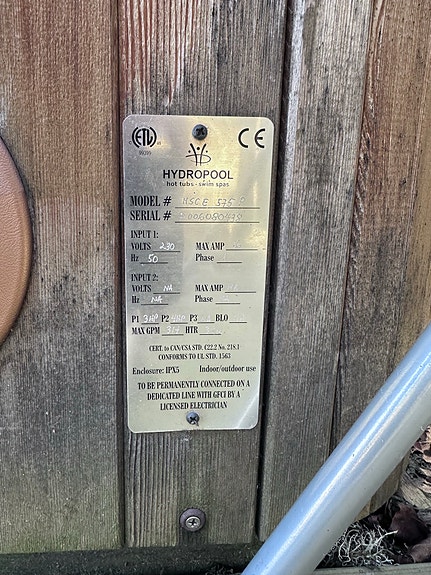 ETL CE
HYDROPOOL
hot tubs - swim spas
MODEL # HSCE 575
SERIAL #
INPUT 1:
VOLTS 230 MAX AMP
Hz 50 Phase
INPUT 2:
VOLTS NA MAX AMP
Hz NA Phase
P1 3HP P2 P3 BLO
MAX GPM HTR
CERT. to CAN/CSA STD. C22.2 No. 218.1
CONFORMS TO UL STD. 1563
Enclosure: IPX5 Indoor/outdoor use
TO BE PERMANENTLY CONNECTED ON A
DEDICATED LINE WITH GFCI BY A
LICENSED ELECTRICIAN